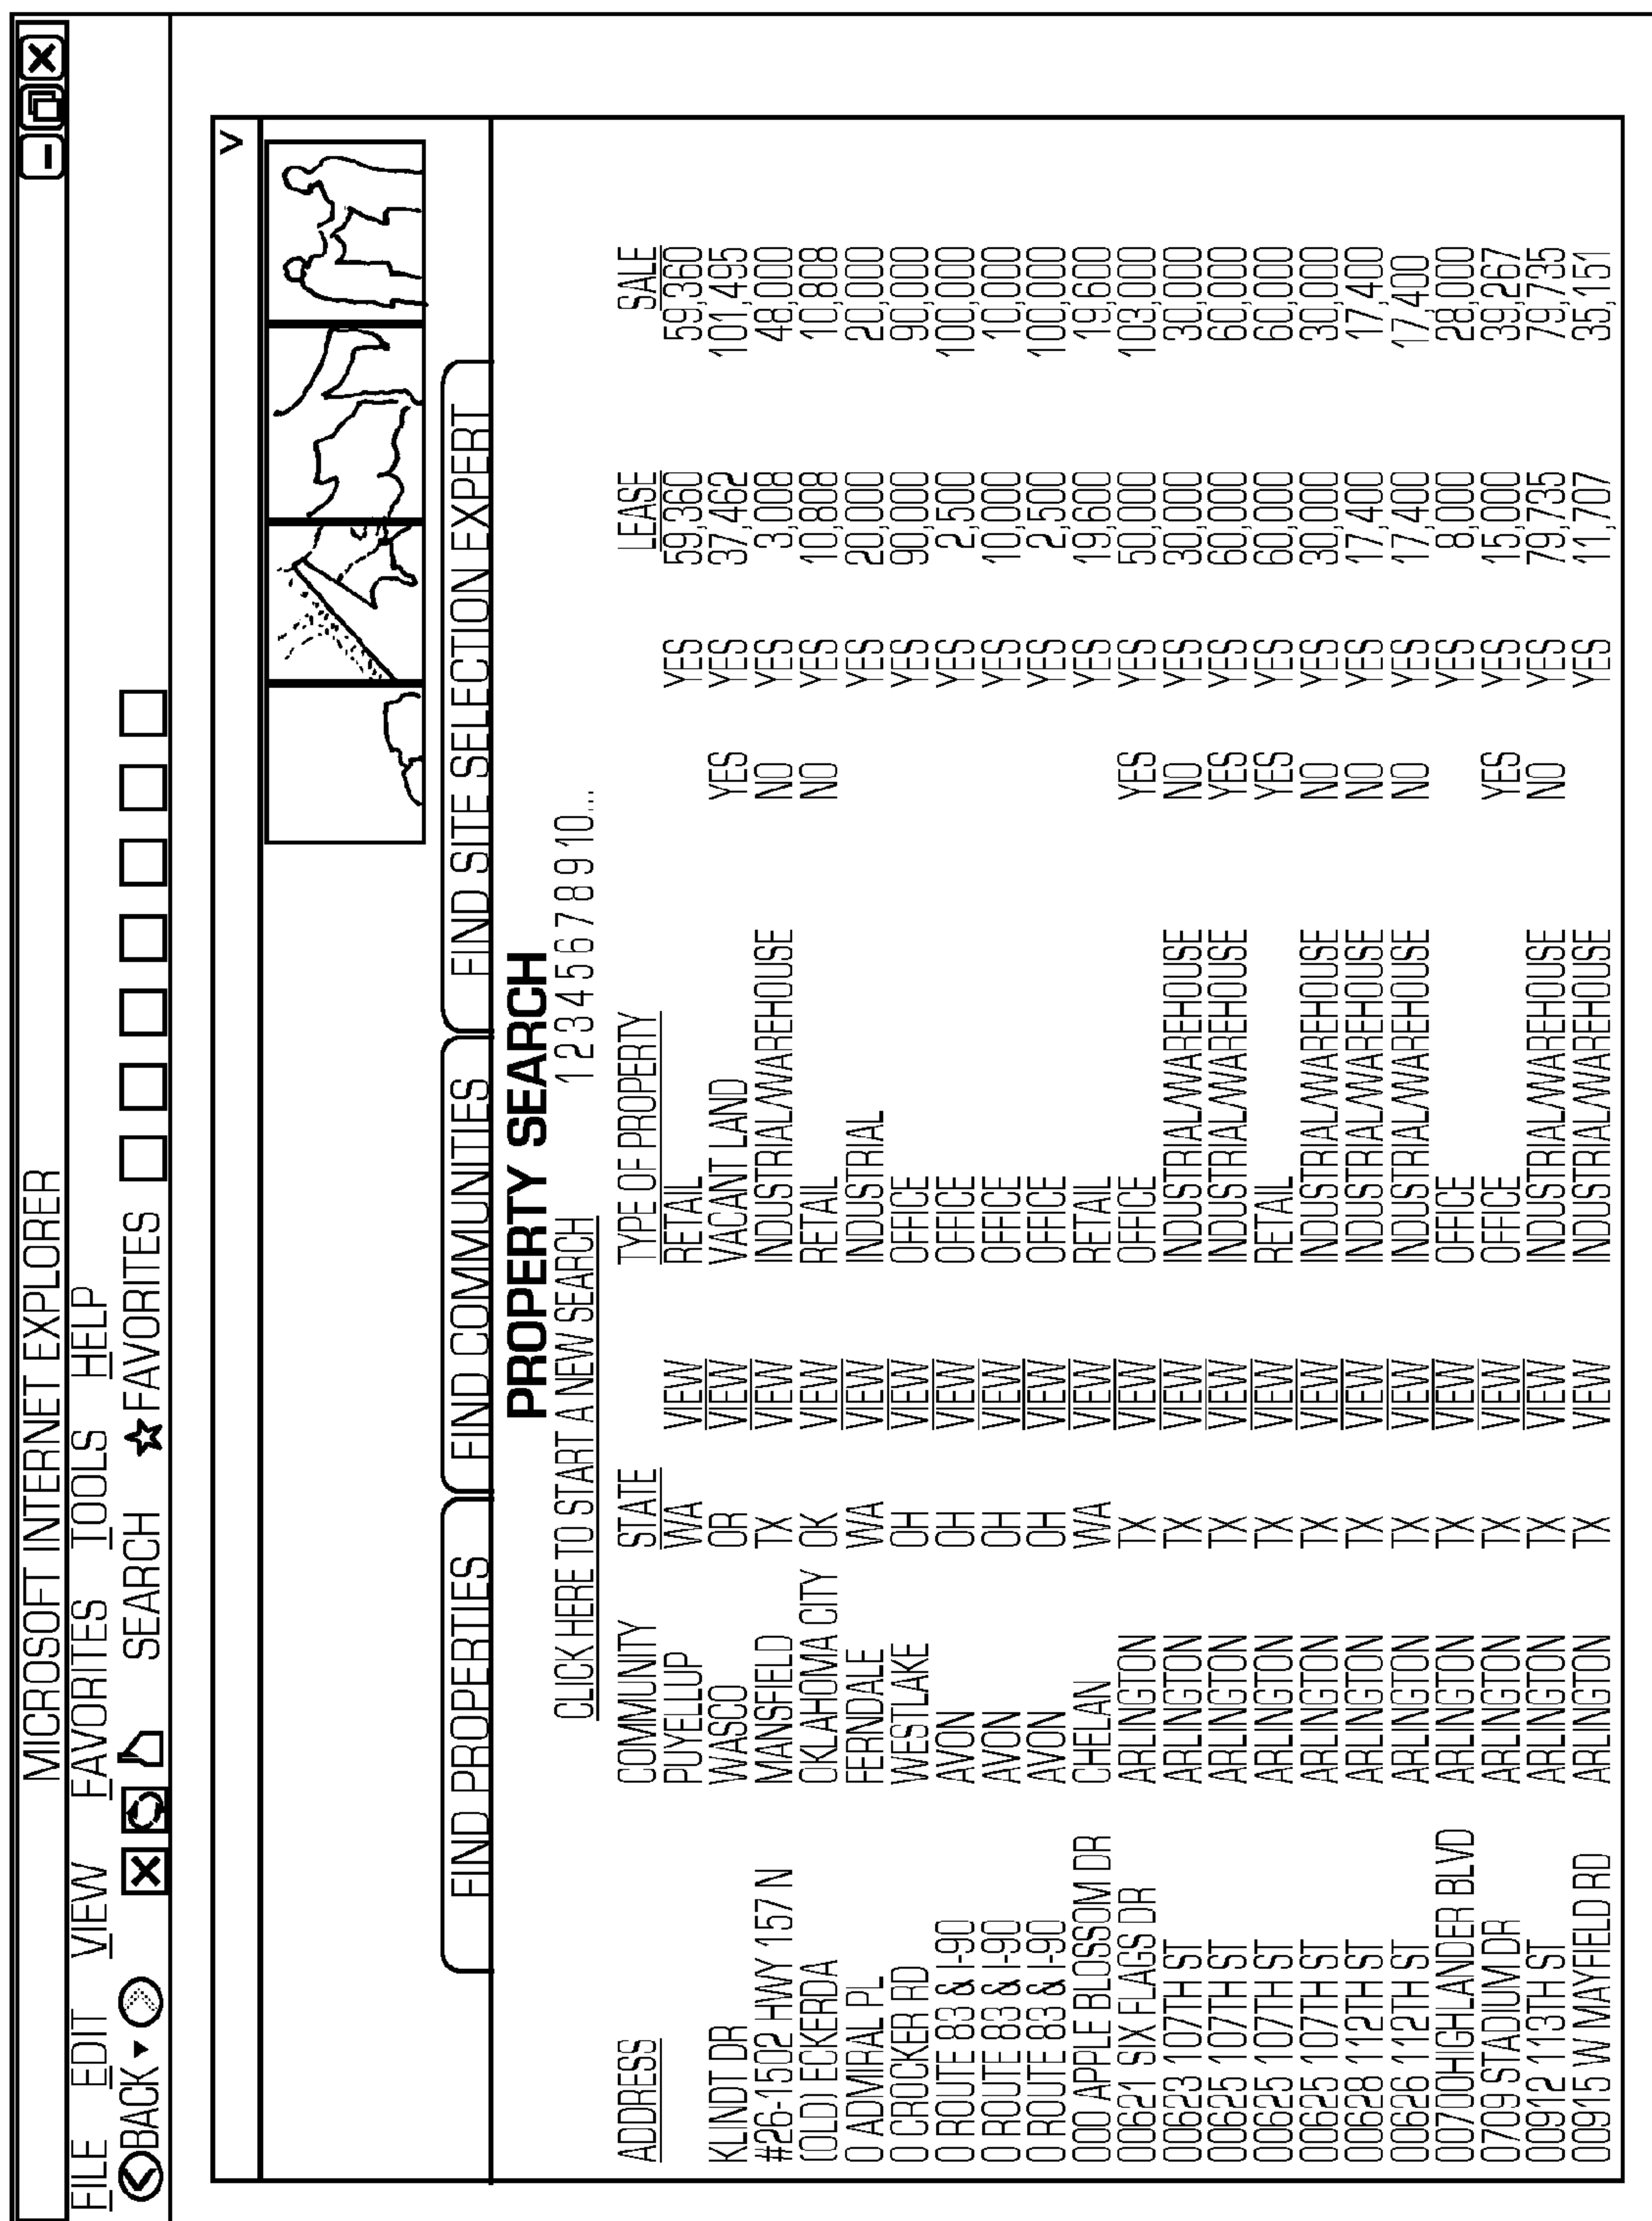 MICROSOFT INTERNET EXPLORER
FILE EDIT VIEW FAVORITES TOOLS HELP
BACK SEARCH FAVORITES
FIND PROPERTIES FIND COMMUNITIES FIND SITE SELECTION EXPERT
PROPERTY SEARCH
CLICK HERE TO START A NEW SEARCH 1 2 3 4 5 6 7 8 9 10...
ADDRESS COMMUNITY STATE TYPE OF PROPERTY LEASE SALE
PUYELLUP WA VIEW RETAIL YES 59,360 59,360
KLINDT DR WASCO OR VIEW VACANT LAND YES YES 37,462 101,495
#26-1502 HWY 157 N MANSFIELD TX VIEW INDUSTRIAL/WAREHOUSE NO YES 3,008 48,000
(OLD) ECKERDA OKLAHOMA CITY OK VIEW RETAIL NO YES 10,808 10,808
0 ADMIRAL PL FERNDALE WA VIEW INDUSTRIAL YES 20,000 20,000
0 CROCKER RD WESTLAKE OH VIEW OFFICE YES 90,000 90,000
0 ROUTE 83 & I-90 AVON OH VIEW OFFICE YES 2,500 100,000
0 ROUTE 83 & I-90 AVON OH VIEW OFFICE YES 10,000 10,000
0 ROUTE 83 & I-90 AVON OH VIEW OFFICE YES 2,500 100,000
000 APPLE BLOSSOM DR CHELAN WA VIEW RETAIL YES 19,600 19,600
00621 SIX FLAGS DR ARLINGTON TX VIEW OFFICE YES YES 50,000 103,000
00623 107TH ST ARLINGTON TX VIEW INDUSTRIAL/WAREHOUSE NO YES 30,000 30,000
00625 107TH ST ARLINGTON TX VIEW INDUSTRIAL/WAREHOUSE YES YES 60,000 60,000
00625 107TH ST ARLINGTON TX VIEW RETAIL YES YES 60,000 60,000
00625 107TH ST ARLINGTON TX VIEW INDUSTRIAL/WAREHOUSE NO YES 30,000 30,000
00628 112TH ST ARLINGTON TX VIEW INDUSTRIAL/WAREHOUSE NO YES 17,400 17,400
00626 112TH ST ARLINGTON TX VIEW INDUSTRIAL/WAREHOUSE NO YES 17,400 17,400
00700HIGHLANDER BLVD ARLINGTON TX VIEW OFFICE YES 8,000 28,000
0709 STADIUM DR ARLINGTON TX VIEW OFFICE YES YES 15,000 39,267
00912 113TH ST ARLINGTON TX VIEW INDUSTRIAL/WAREHOUSE NO YES 79,735 79,735
00915 W MAYFIELD RD ARLINGTON TX VIEW INDUSTRIAL/WAREHOUSE YES 11,707 35,151